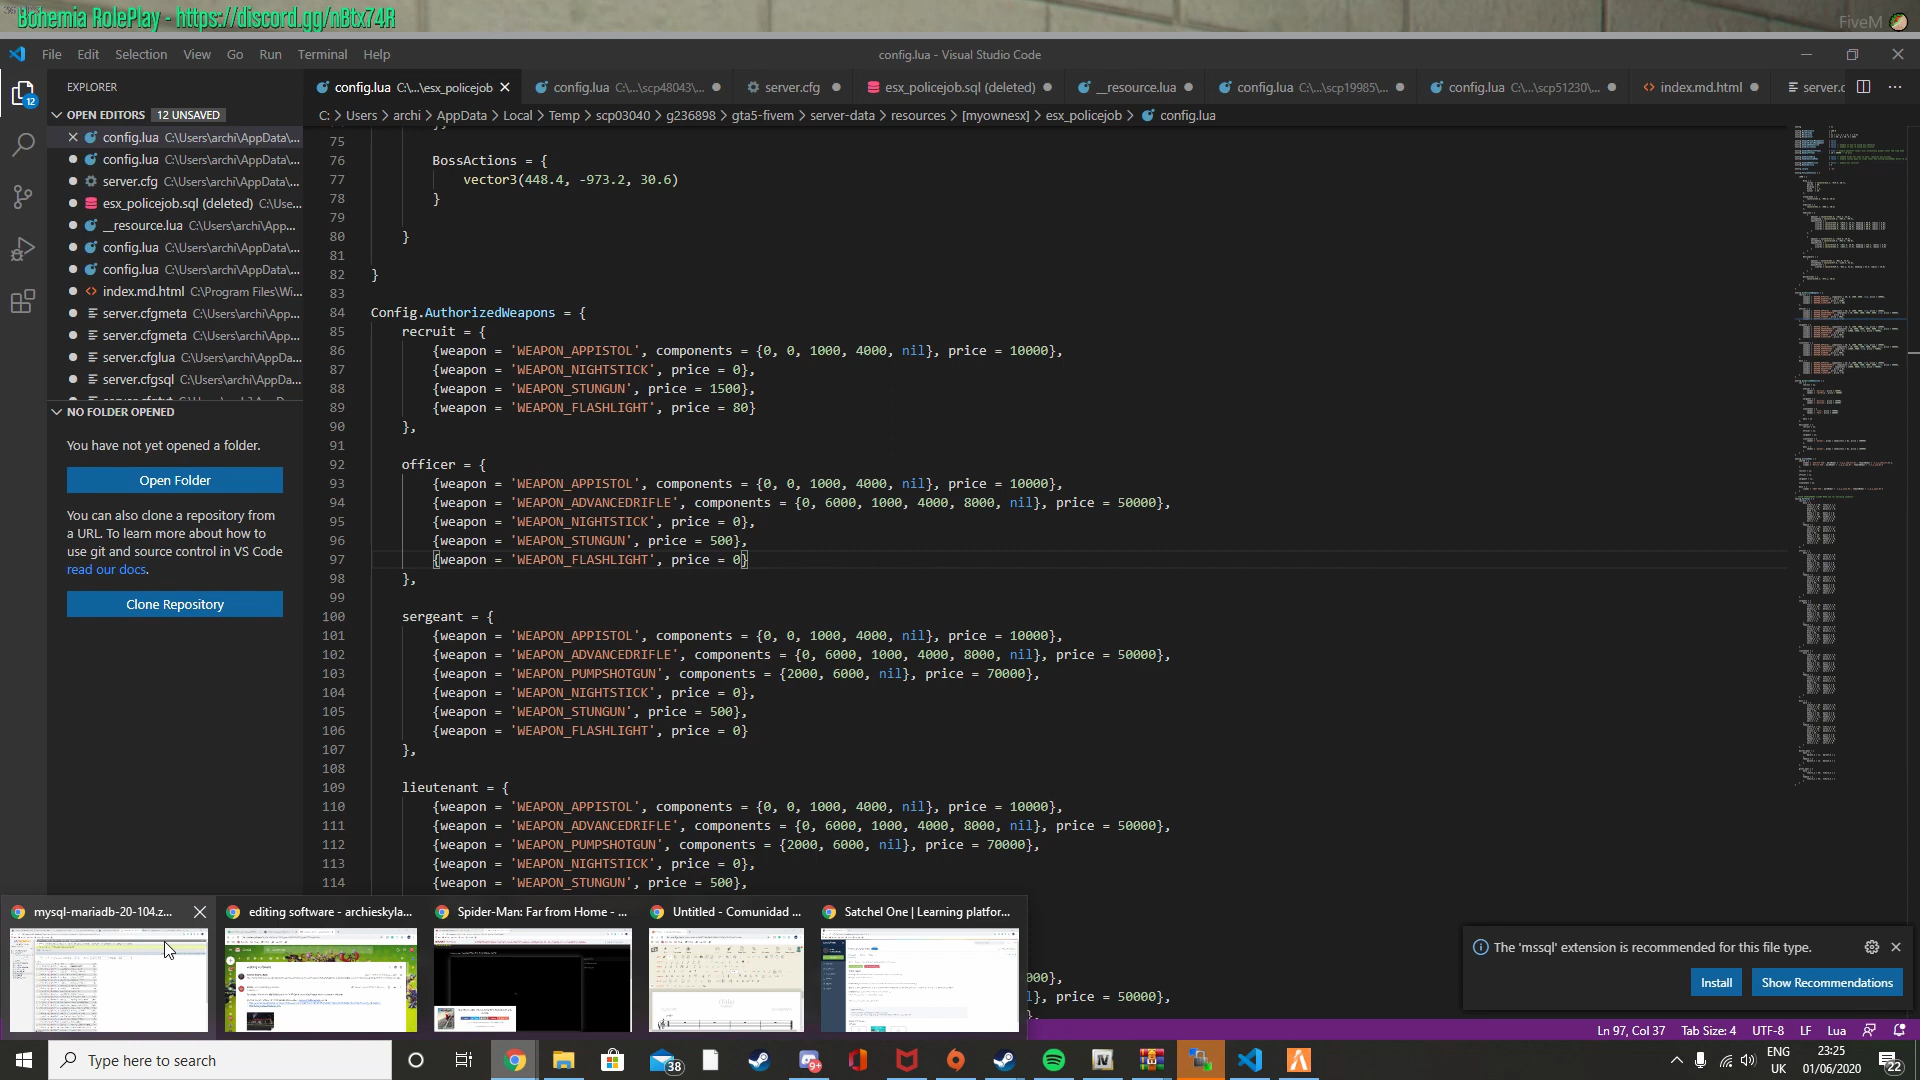 Bohemia RolePlay - https://discord.gg/nBtx74R
FiveM
File Edit Selection View Go Run Terminal Help
config.lua - Visual Studio Code
EXPLORER
config.lua C:\...\esx_policejob
config.lua C:\...\scp48043\...
server.cfg
esx_policejob.sql (deleted)
__resource.lua
config.lua C:\...\scp19985\...
config.lua C:\...\scp51230\...
index.md.html
server.c
OPEN EDITORS 12 UNSAVED
C: > Users > archi > AppData > Local > Temp > scp03040 > g236898 > gta5-fivem > server-data > resources > [myownesx] > esx_policejob > config.lua
12
config.lua C:\Users\archi\AppData\...
config.lua C:\Users\archi\AppData\...
server.cfg C:\Users\archi\AppData\...
esx_policejob.sql (deleted) C:\Use...
__resource.lua C:\Users\archi\App...
config.lua C:\Users\archi\AppData\...
config.lua C:\Users\archi\AppData\...
index.md.html C:\Program Files\Wi...
server.cfgmeta C:\Users\archi\App...
server.cfgmeta C:\Users\archi\App...
server.cfglua C:\Users\archi\AppDa...
server.cfgsql C:\Users\archi\AppDa...
NO FOLDER OPENED
You have not yet opened a folder.
Open Folder
You can also clone a repository from
a URL. To learn more about how to
use git and source control in VS Code
read our docs.
Clone Repository
75
76 BossActions = {
77 vector3(448.4, -973.2, 30.6)
78 }
79
80 }
81
82 }
83
84 Config.AuthorizedWeapons = {
85 recruit = {
86 {weapon = 'WEAPON_APPISTOL', components = {0, 0, 1000, 4000, nil}, price = 10000},
87 {weapon = 'WEAPON_NIGHTSTICK', price = 0},
88 {weapon = 'WEAPON_STUNGUN', price = 1500},
89 {weapon = 'WEAPON_FLASHLIGHT', price = 80}
90 },
91
92 officer = {
93 {weapon = 'WEAPON_APPISTOL', components = {0, 0, 1000, 4000, nil}, price = 10000},
94 {weapon = 'WEAPON_ADVANCEDRIFLE', components = {0, 6000, 1000, 4000, 8000, nil}, price = 50000},
95 {weapon = 'WEAPON_NIGHTSTICK', price = 0},
96 {weapon = 'WEAPON_STUNGUN', price = 500},
97 {weapon = 'WEAPON_FLASHLIGHT', price = 0}
98 },
99
100 sergeant = {
101 {weapon = 'WEAPON_APPISTOL', components = {0, 0, 1000, 4000, nil}, price = 10000},
102 {weapon = 'WEAPON_ADVANCEDRIFLE', components = {0, 6000, 1000, 4000, 8000, nil}, price = 50000},
103 {weapon = 'WEAPON_PUMPSHOTGUN', components = {2000, 6000, nil}, price = 70000},
104 {weapon = 'WEAPON_NIGHTSTICK', price = 0},
105 {weapon = 'WEAPON_STUNGUN', price = 500},
106 {weapon = 'WEAPON_FLASHLIGHT', price = 0}
107 },
108
109 lieutenant = {
110 {weapon = 'WEAPON_APPISTOL', components = {0, 0, 1000, 4000, nil}, price = 10000},
111 {weapon = 'WEAPON_ADVANCEDRIFLE', components = {0, 6000, 1000, 4000, 8000, nil}, price = 50000},
112 {weapon = 'WEAPON_PUMPSHOTGUN', components = {2000, 6000, nil}, price = 70000},
113 {weapon = 'WEAPON_NIGHTSTICK', price = 0},
114 {weapon = 'WEAPON_STUNGUN', price = 500},
mysql-mariadb-20-104.z...
editing software - archieskyla...
Spider-Man: Far from Home - ...
Untitled - Comunidad ...
Satchel One | Learning platfor...
000},
l}, price = 50000},
},
The 'mssql' extension is recommended for this file type.
Install
Show Recommendations
Ln 97, Col 37 Tab Size: 4 UTF-8 LF Lua
Type here to search
38
9+
ENG
UK
23:25
01/06/2020
22